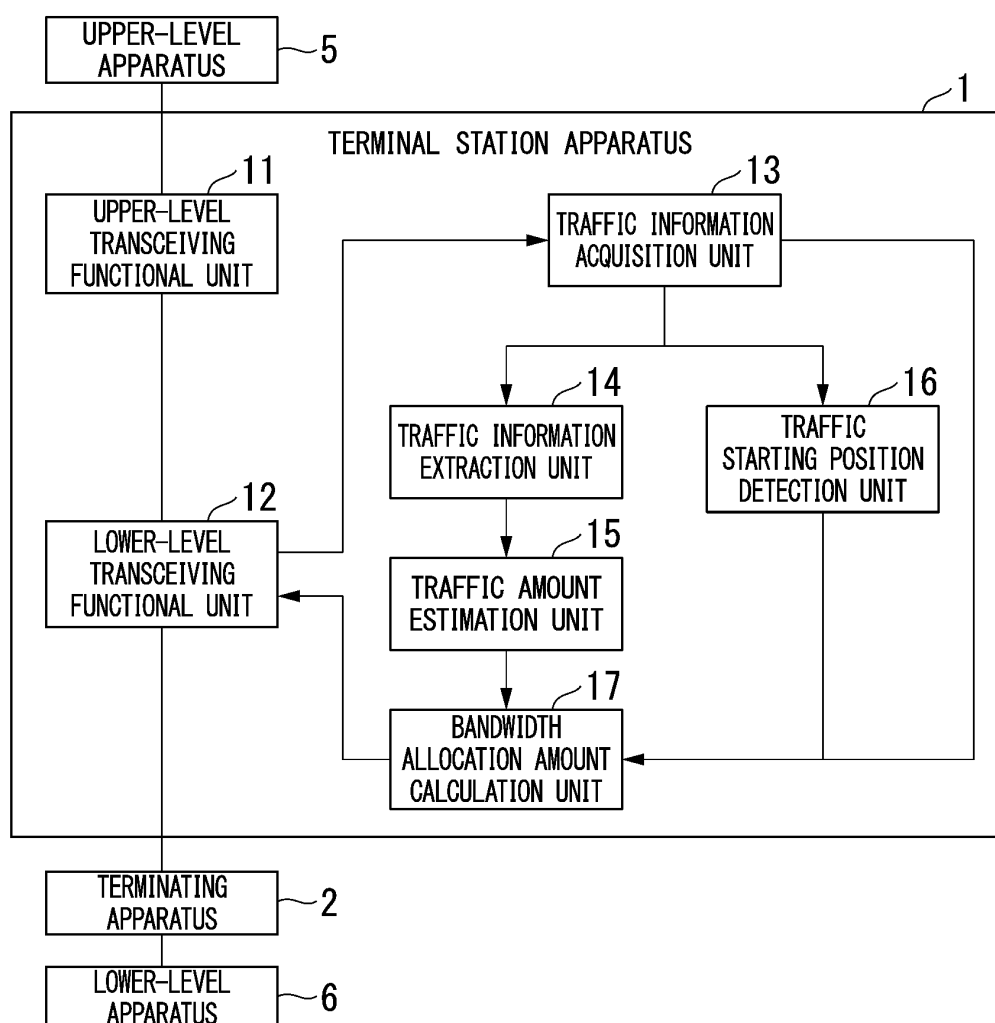 UPPER-LEVEL
APPARATUS
5
1
TERMINAL STATION APPARATUS
11
UPPER-LEVEL
TRANSCEIVING
FUNCTIONAL UNIT
13
TRAFFIC INFORMATION
ACQUISITION UNIT
14
TRAFFIC INFORMATION
EXTRACTION UNIT
16
TRAFFIC
STARTING POSITION
DETECTION UNIT
12
LOWER-LEVEL
TRANSCEIVING
FUNCTIONAL UNIT
15
TRAFFIC AMOUNT
ESTIMATION UNIT
17
BANDWIDTH
ALLOCATION AMOUNT
CALCULATION UNIT
TERMINATING
APPARATUS
2
LOWER-LEVEL
APPARATUS
6